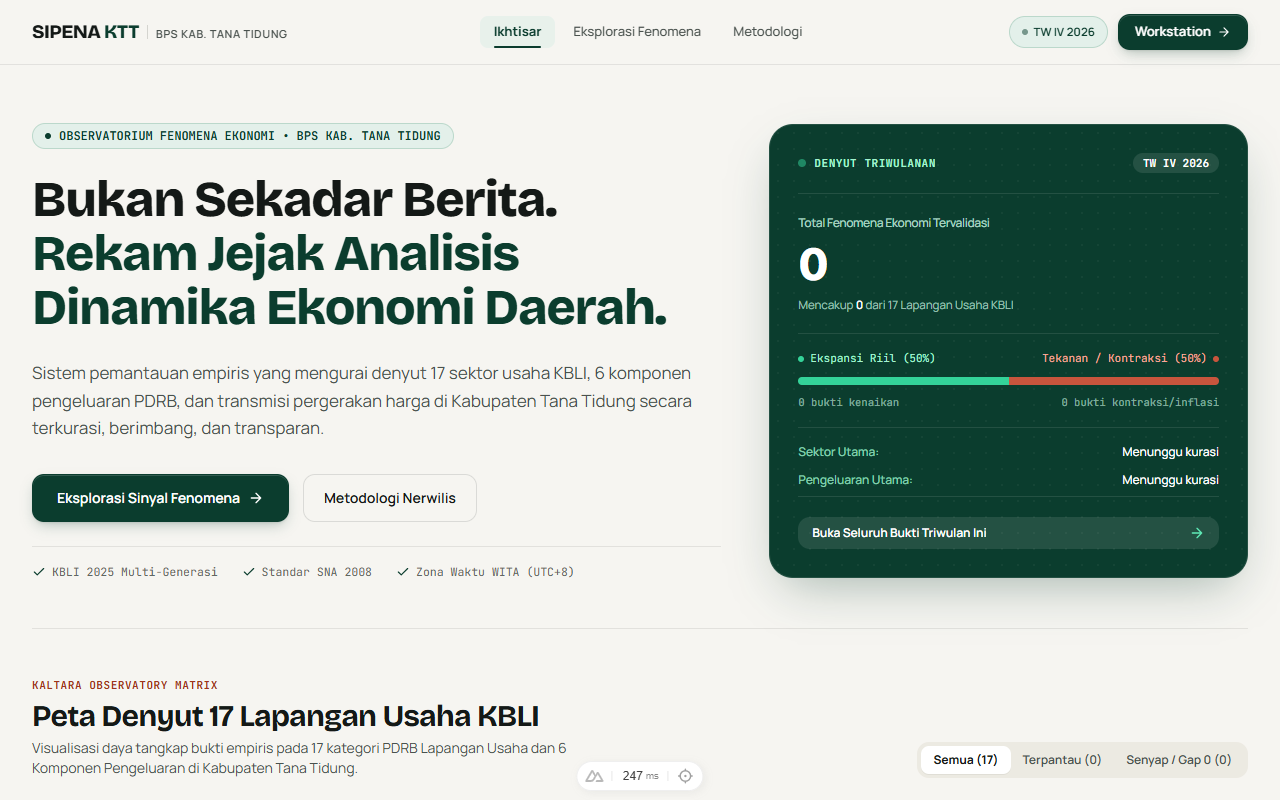 SIPENA KTT
BPS KAB. TANA TIDUNG
Ikhtisar
Eksplorasi Fenomena
Metodologi
TW IV 2026
Workstation →
OBSERVATORIUM FENOMENA EKONOMI • BPS KAB. TANA TIDUNG
Bukan Sekadar Berita.
Rekam Jejak Analisis
Dinamika Ekonomi Daerah.
Sistem pemantauan empiris yang mengurai denyut 17 sektor usaha KBLI, 6 komponen
pengeluaran PDRB, dan transmisi pergerakan harga di Kabupaten Tana Tidung secara
terkurasi, berimbang, dan transparan.
Eksplorasi Sinyal Fenomena →
Metodologi Nerwilis
KBLI 2025 Multi-Generasi
Standar SNA 2008
Zona Waktu WITA (UTC+8)
DENYUT TRIWULANAN
TW IV 2026
Total Fenomena Ekonomi Tervalidasi
0
Mencakup 0 dari 17 Lapangan Usaha KBLI
Ekspansi Riil (50%)
Tekanan / Kontraksi (50%)
0 bukti kenaikan
0 bukti kontraksi/inflasi
Sektor Utama:
Menunggu kurasi
Pengeluaran Utama:
Menunggu kurasi
Buka Seluruh Bukti Triwulan Ini →
KALTARA OBSERVATORY MATRIX
Peta Denyut 17 Lapangan Usaha KBLI
Visualisasi daya tangkap bukti empiris pada 17 kategori PDRB Lapangan Usaha dan 6
Komponen Pengeluaran di Kabupaten Tana Tidung.
Semua (17)
Terpantau (0)
Senyap / Gap 0 (0)
247 ms